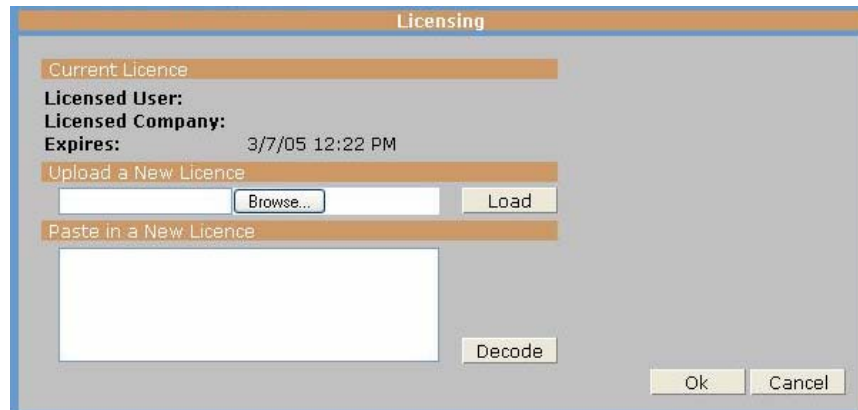 Licensing
Current Licence
Licensed User:
Licensed Company:
Expires: 3/7/05 12:22 PM
Upload a New Licence
Browse... Load
Paste in a New Licence
Decode
Ok Cancel